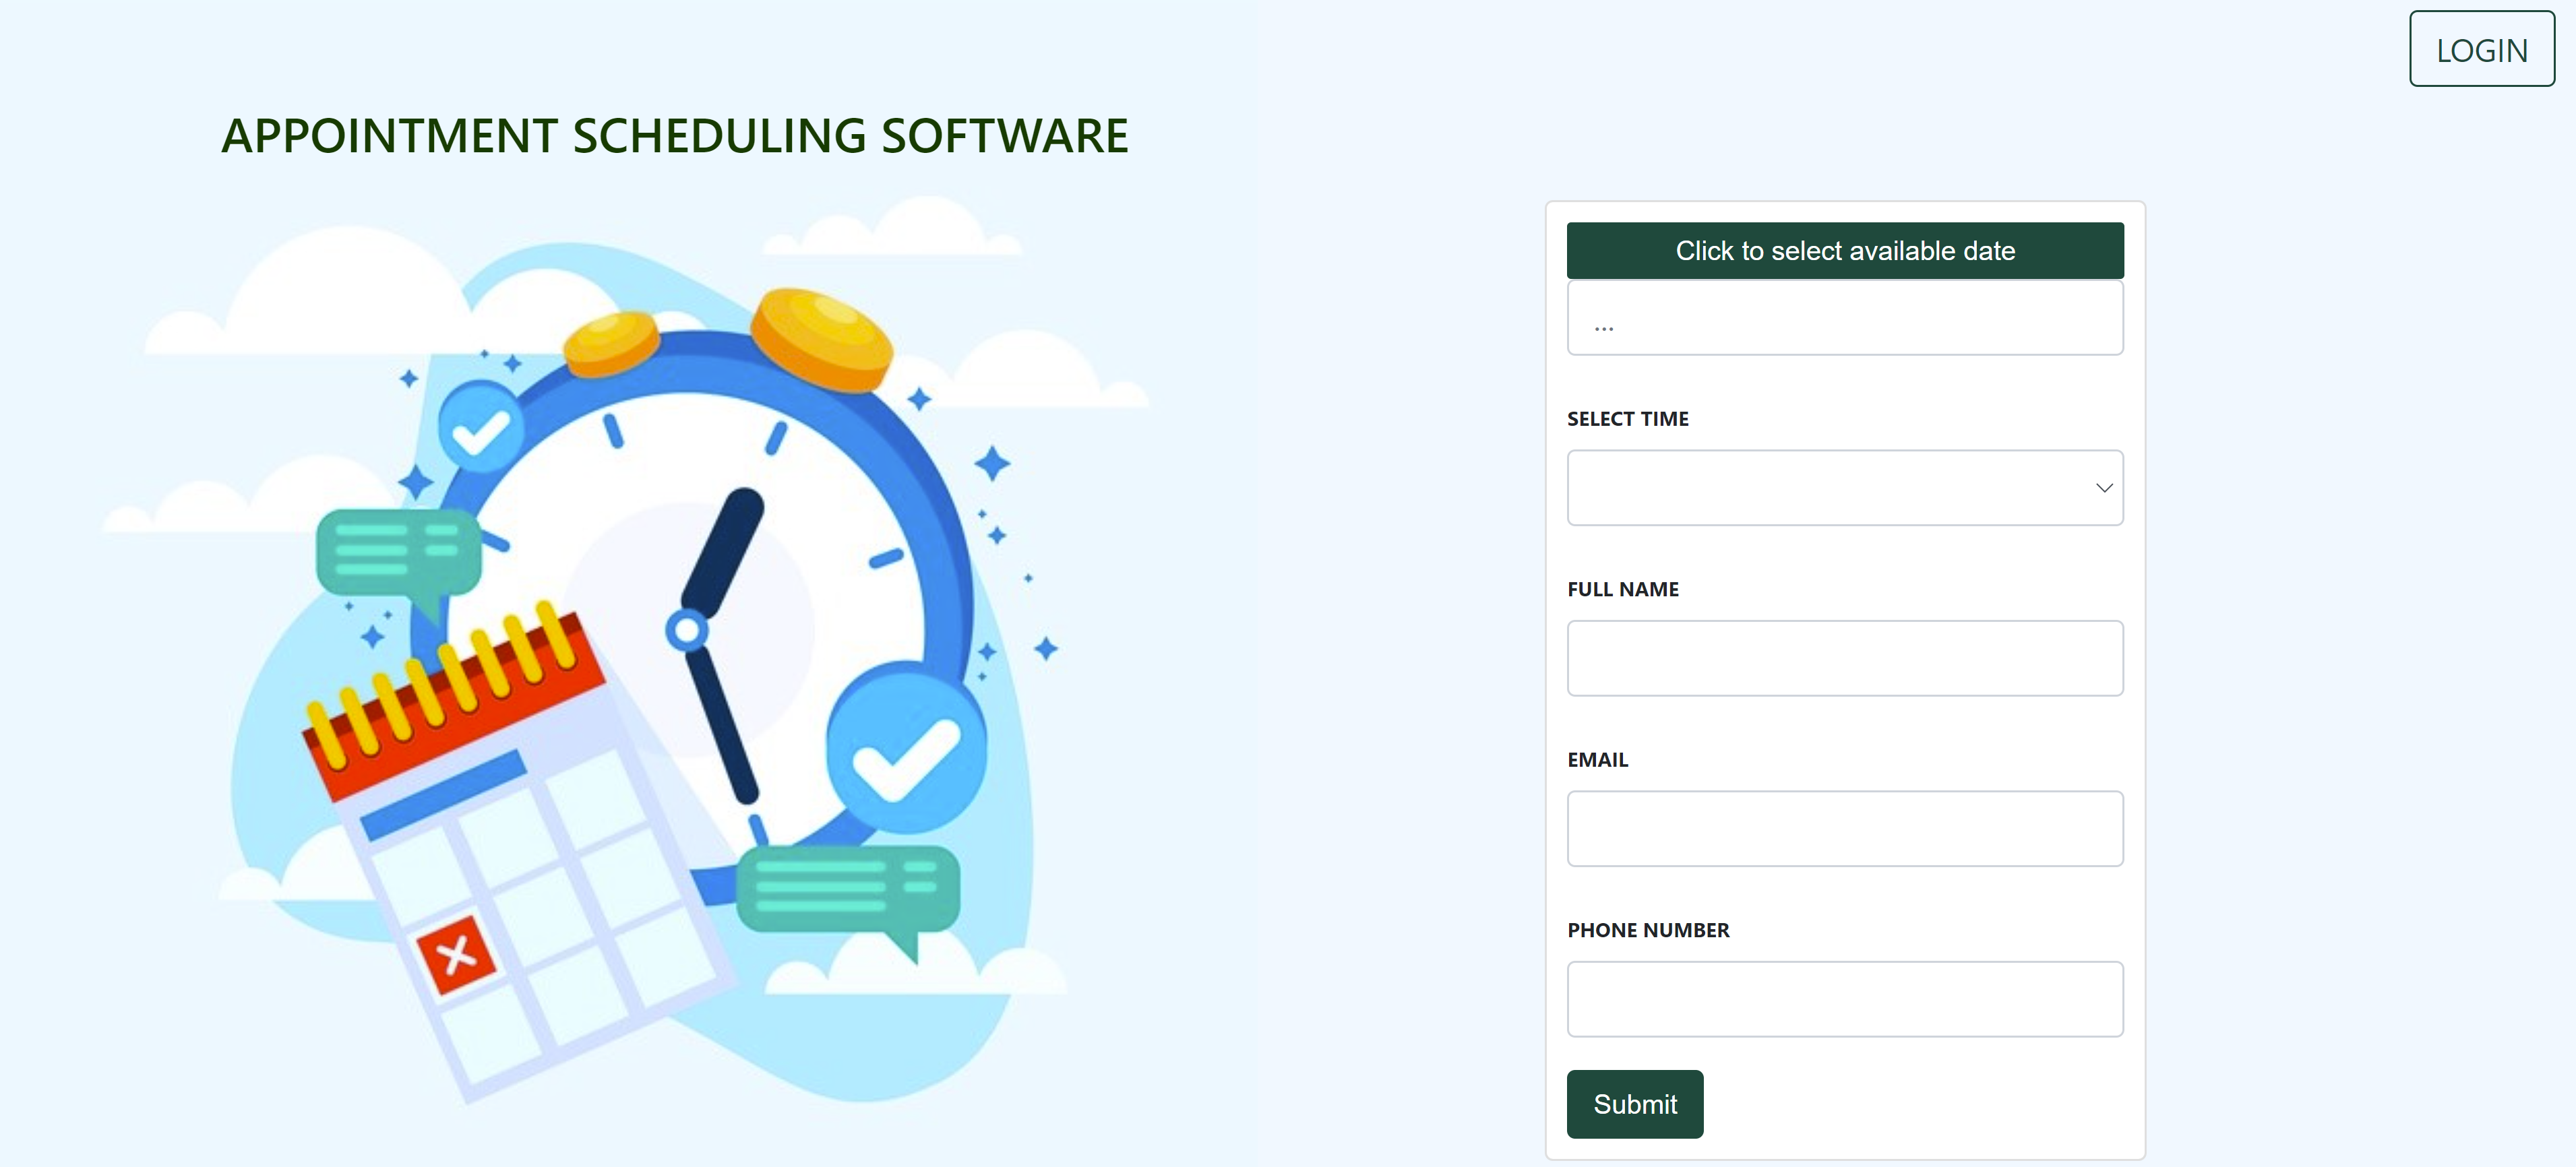 LOGIN
APPOINTMENT SCHEDULING SOFTWARE
Click to select available date
...
SELECT TIME
FULL NAME
EMAIL
PHONE NUMBER
Submit